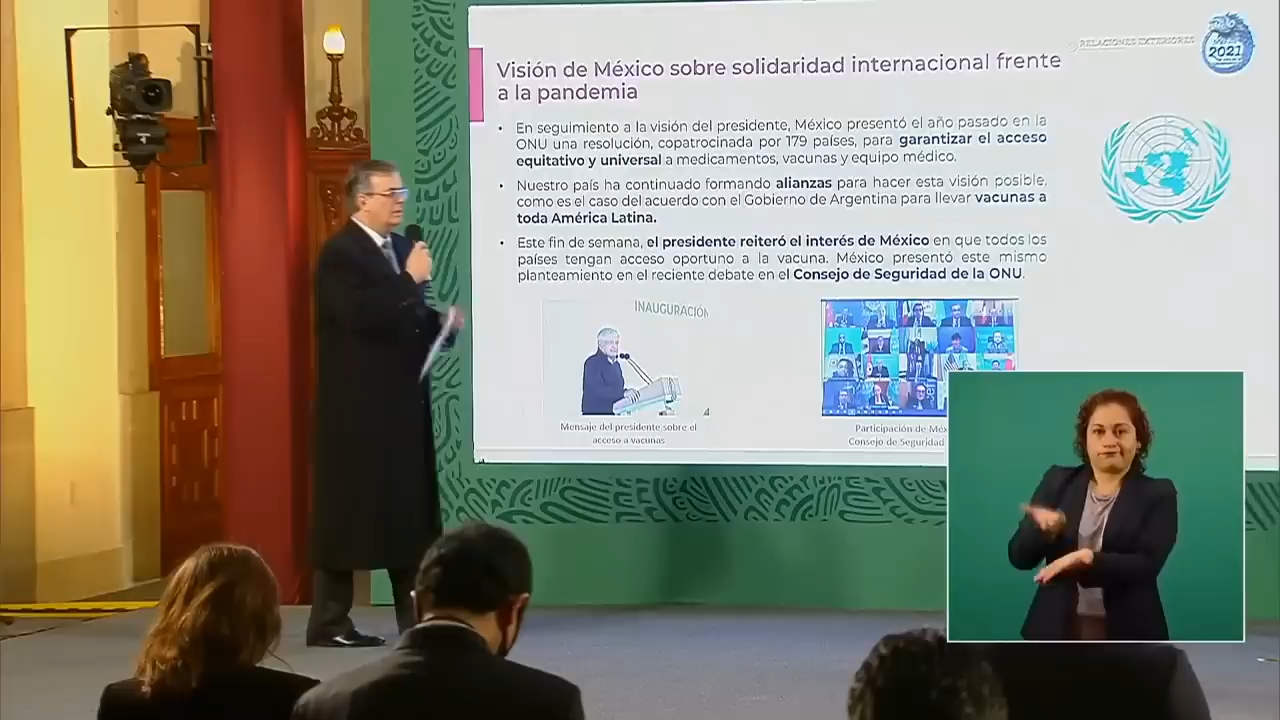 RELACIONES EXTERIORES
2021
Visión de México sobre solidaridad internacional frente
a la pandemia
• En seguimiento a la visión del presidente, México presentó el año pasado en la
ONU una resolución, copatrocinada por 179 países, para garantizar el acceso
equitativo y universal a medicamentos, vacunas y equipo médico.
• Nuestro país ha continuado formando alianzas para hacer esta visión posible,
como es el caso del acuerdo con el Gobierno de Argentina para llevar vacunas a
toda América Latina.
• Este fin de semana, el presidente reiteró el interés de México en que todos los
países tengan acceso oportuno a la vacuna. México presentó este mismo
planteamiento en el reciente debate en el Consejo de Seguridad de la ONU.
INAUGURACIÓN
Mensaje del presidente sobre el
acceso a vacunas
Participación de Méx
Consejo de Seguridad